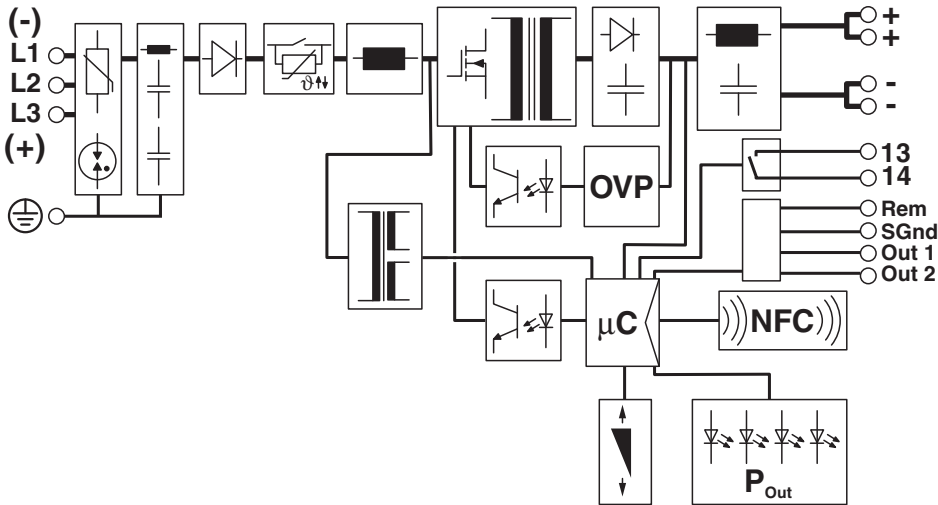 (-)
L1
L2
L3
(+)
ϑ
+
+
-
-
13
14
OVP
Rem
SGnd
Out 1
Out 2
µC
NFC
P Out